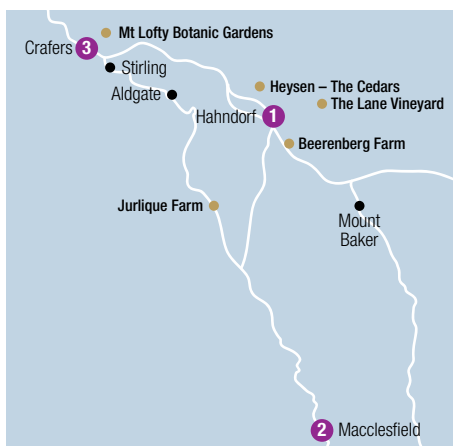 Mt Lofty Botanic Gardens
Crafers 3
Stirling
Aldgate
Heysen – The Cedars
The Lane Vineyard
Hahndorf 1
Beerenberg Farm
Jurlique Farm
Mount
Baker
2 Macclesfield